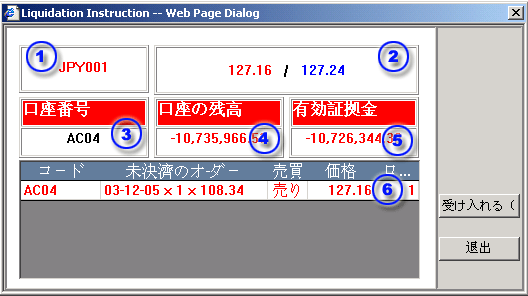 Liquidation Instruction -- Web Page Dialog
1 JPY001
127.16 / 127.24 2
口座番号 口座の残高 有効証拠金
AC04 3 -10,735,966. 4 -10,726,344. 5
コード 未決済のオーダー 売買 価格 ロ...
AC04 03-12-05 x 1 x 108.34 売り 127.16 6 1
受け入れる (
退出